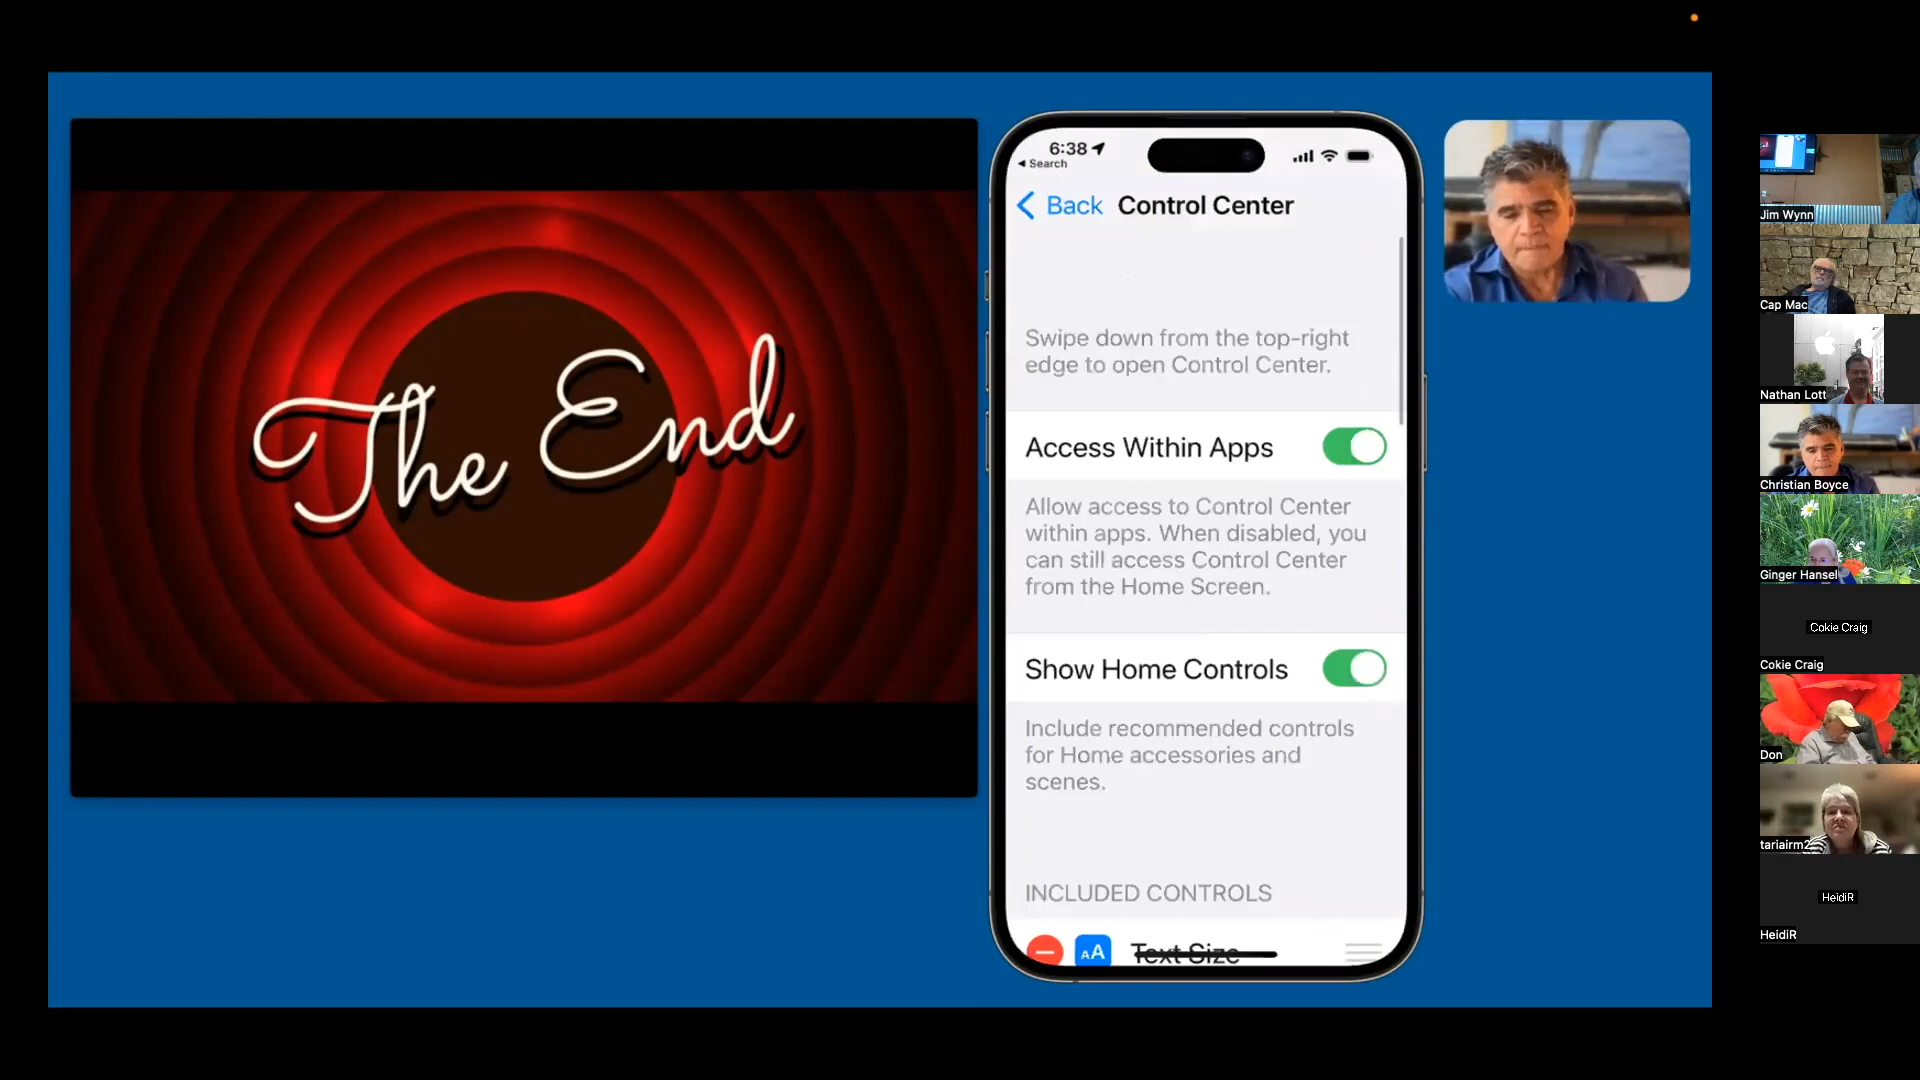 The End
6:38
Search
Back Control Center
Swipe down from the top-right
edge to open Control Center.
Access Within Apps
Allow access to Control Center
within apps. When disabled, you
can still access Control Center
from the Home Screen.
Show Home Controls
Include recommended controls
for Home accessories and
scenes.
INCLUDED CONTROLS
AA Text Size
Jim Wynn
Cap Mac
Nathan Lott
Christian Boyce
Ginger Hansel
Cokie Craig
Cokie Craig
Don
tariairm2
HeidiR
HeidiR